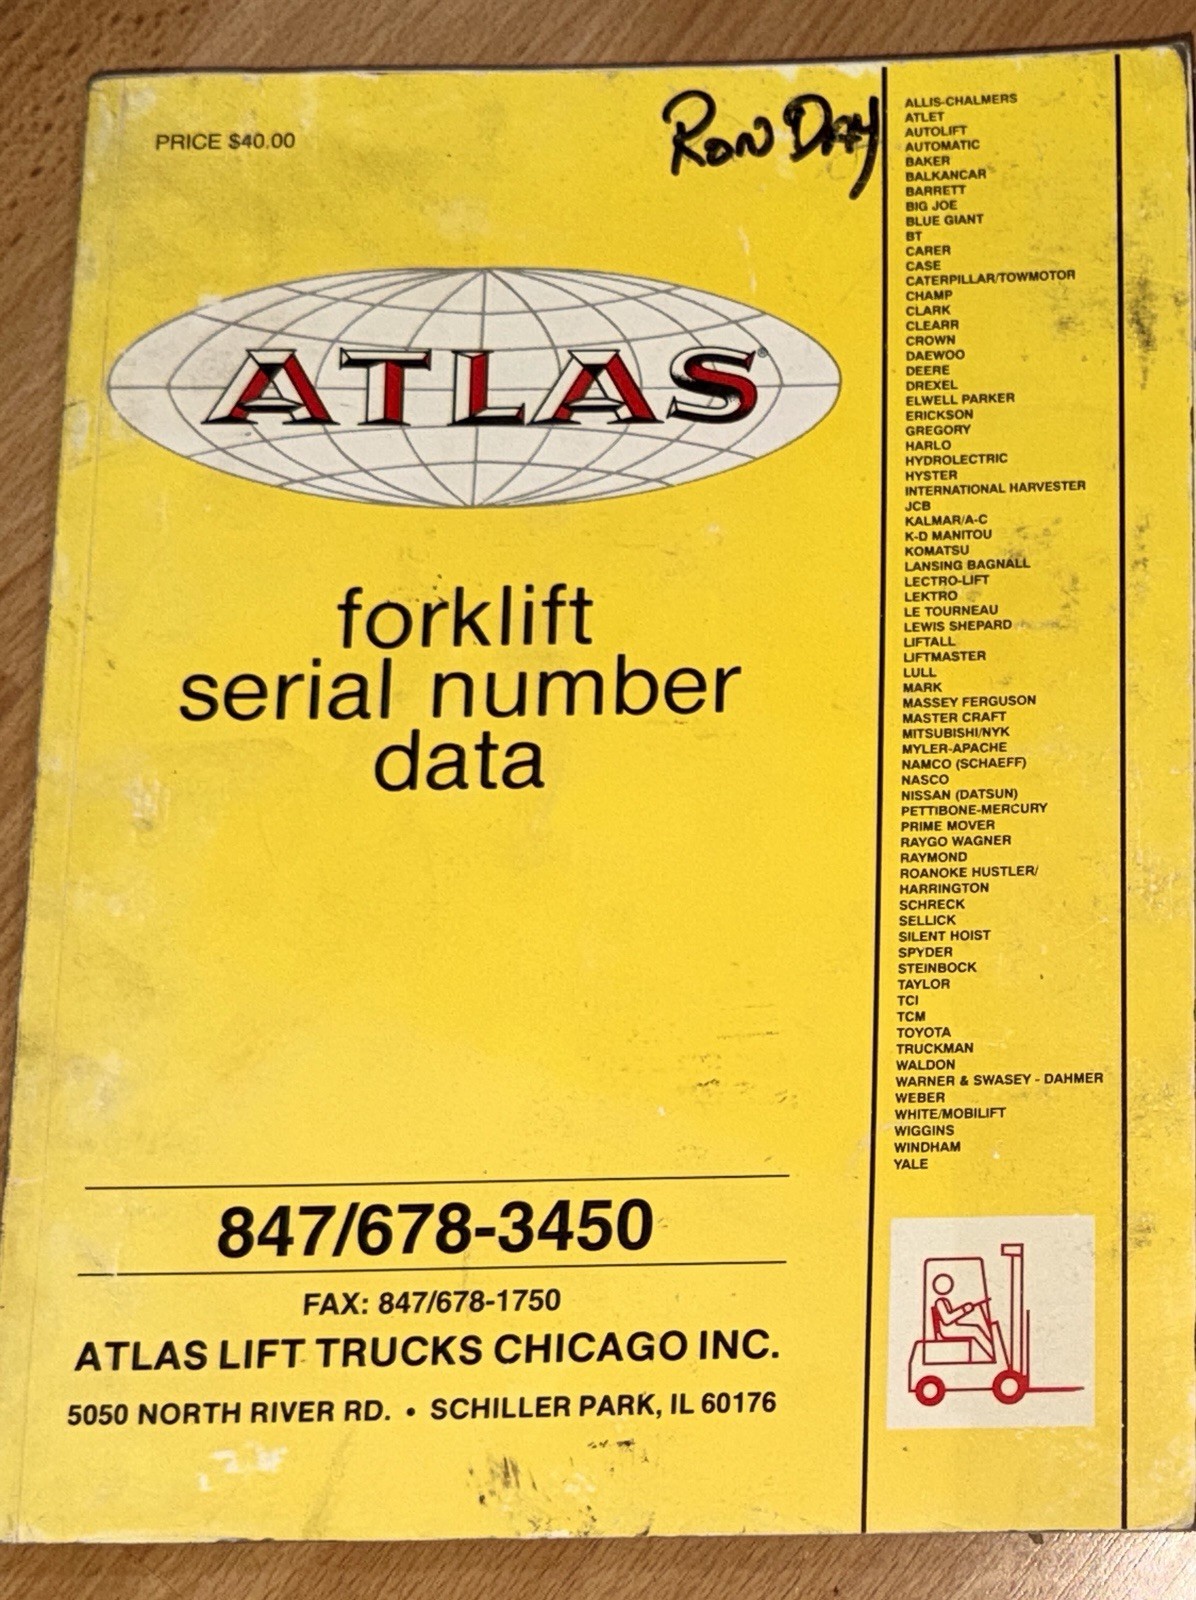 PRICE $40.00
Ron Day
ATLAS®
forklift
serial number
data
847/678-3450
FAX: 847/678-1750
ATLAS LIFT TRUCKS CHICAGO INC.
5050 NORTH RIVER RD. • SCHILLER PARK, IL 60176
ALLIS-CHALMERS
ATLET
AUTOLIFT
AUTOMATIC
BAKER
BALKANCAR
BARRETT
BIG JOE
BLUE GIANT
BT
CARER
CASE
CATERPILLAR/TOWMOTOR
CHAMP
CLARK
CLEARR
CROWN
DAEWOO
DEERE
DREXEL
ELWELL PARKER
ERICKSON
GREGORY
HARLO
HYDROLECTRIC
HYSTER
INTERNATIONAL HARVESTER
JCB
KALMAR/A-C
K-D MANITOU
KOMATSU
LANSING BAGNALL
LECTRO-LIFT
LEKTRO
LE TOURNEAU
LEWIS SHEPARD
LIFTALL
LIFTMASTER
LULL
MARK
MASSEY FERGUSON
MASTER CRAFT
MITSUBISHI/NYK
MYLER-APACHE
NAMCO (SCHAEFF)
NASCO
NISSAN (DATSUN)
PETTIBONE-MERCURY
PRIME MOVER
RAYGO WAGNER
RAYMOND
ROANOKE HUSTLER/
HARRINGTON
SCHRECK
SELLICK
SILENT HOIST
SPYDER
STEINBOCK
TAYLOR
TCI
TCM
TOYOTA
TRUCKMAN
WALDON
WARNER & SWASEY - DAHMER
WEBER
WHITE/MOBILIFT
WIGGINS
WINDHAM
YALE